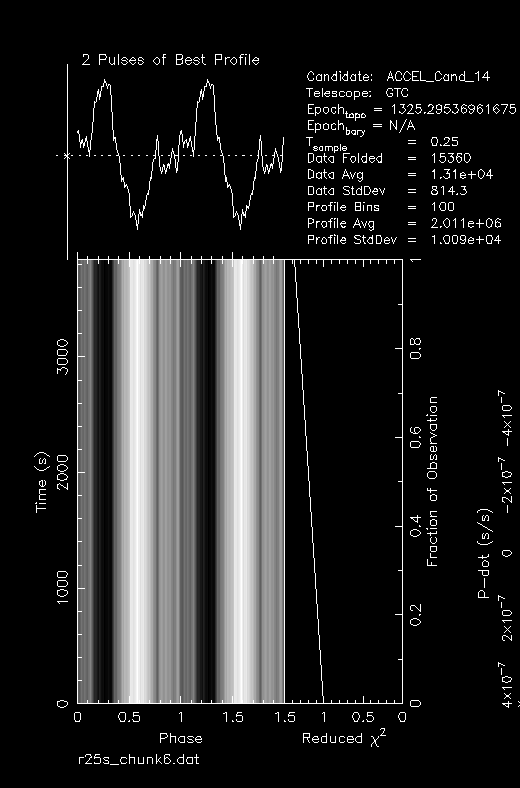 2 Pulses of Best Profile
Candidate: ACCEL_Cand_14
Telescope: GTC
Epoch_topo = 1325.29536961675
Epoch_bary = N/A
T_sample = 0.25
Data Folded = 15360
Data Avg = 1.31e+04
Data StdDev = 814.3
Profile Bins = 100
Profile Avg = 2.011e+06
Profile StdDev = 1.009e+04
Time (s)
0 1000 2000 3000
0 0.5 1 1.5
Phase
1.5 1 0.5 0
Reduced χ²
0 0.2 0.4 0.6 0.8 1
Fraction of Observation
P-dot (s/s)
4×10⁻⁷ 2×10⁻⁷ 0 −2×10⁻⁷ −4×10⁻⁷
r25s_chunk6.dat